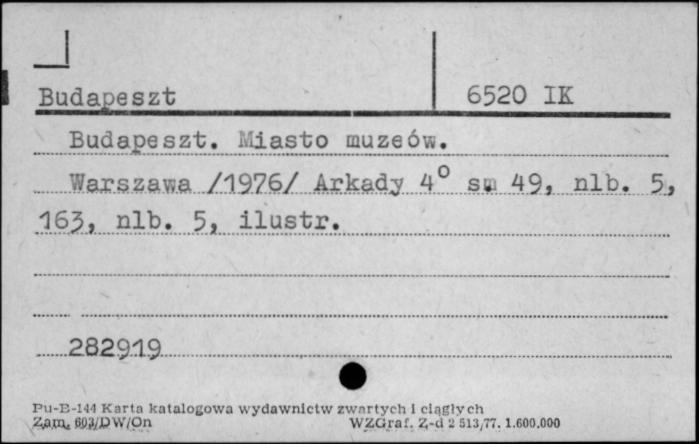 Budapeszt 6520 IK
Budapeszt. Miasto muzeów.
Warszawa /1976/ Arkady 4° s. 49, nlb. 5,
163, nlb. 5, ilustr.
282919
Pu-B-144 Karta katalogowa wydawnictw zwartych i ciągłych
Zam. 603/DW/On WZGraf. Z-d 2 513/77. 1.600.000